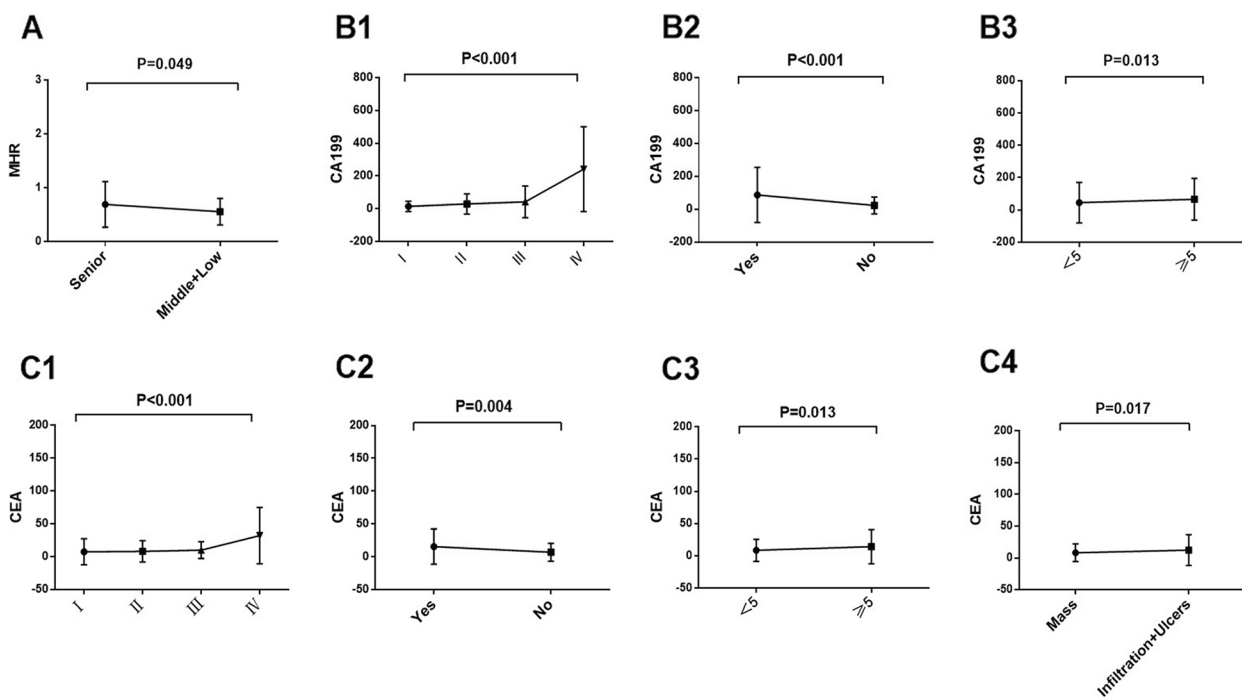 A
P=0.049
MHR
3
2
1
0
Senior
Middle+Low
B1
P<0.001
CA199
800
600
400
200
0
-200
I
II
III
IV
B2
P<0.001
CA199
800
600
400
200
0
-200
Yes
No
B3
P=0.013
CA199
800
600
400
200
0
-200
<5
⩾5
C1
P<0.001
CEA
200
150
100
50
0
-50
I
II
III
IV
C2
P=0.004
CEA
200
150
100
50
0
-50
Yes
No
C3
P=0.013
CEA
200
150
100
50
0
-50
<5
⩾5
C4
P=0.017
CEA
200
150
100
50
0
-50
Mass
Infiltration+Ulcers